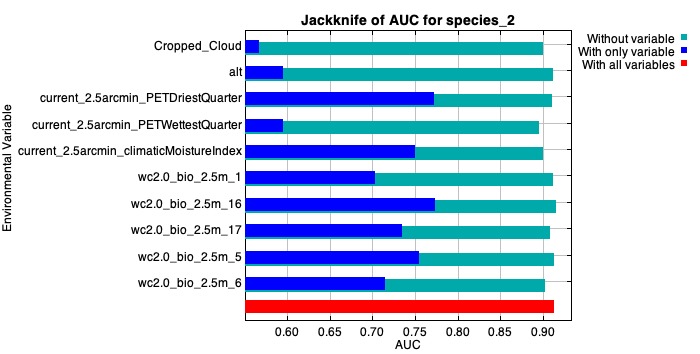 Jackknife of AUC for species_2
Without variable
With only variable
With all variables
Environmental Variable
Cropped_Cloud
alt
current_2.5arcmin_PETDriestQuarter
current_2.5arcmin_PETWettestQuarter
current_2.5arcmin_climaticMoistureIndex
wc2.0_bio_2.5m_1
wc2.0_bio_2.5m_16
wc2.0_bio_2.5m_17
wc2.0_bio_2.5m_5
wc2.0_bio_2.5m_6
0.60 0.65 0.70 0.75 0.80 0.85 0.90
AUC